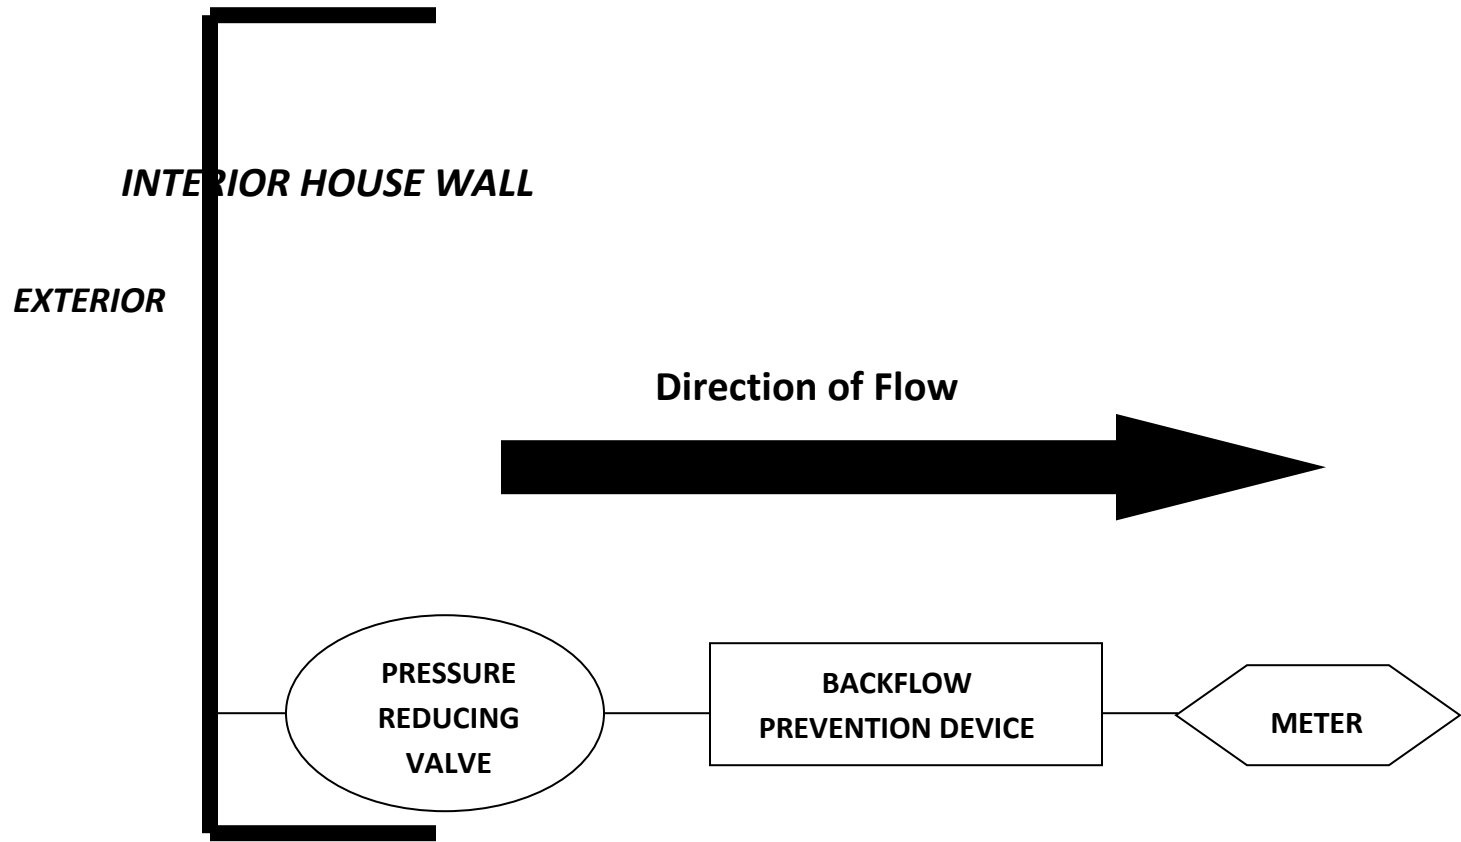 INTERIOR HOUSE WALL
EXTERIOR
Direction of Flow
PRESSURE
REDUCING
VALVE
BACKFLOW
PREVENTION DEVICE
METER